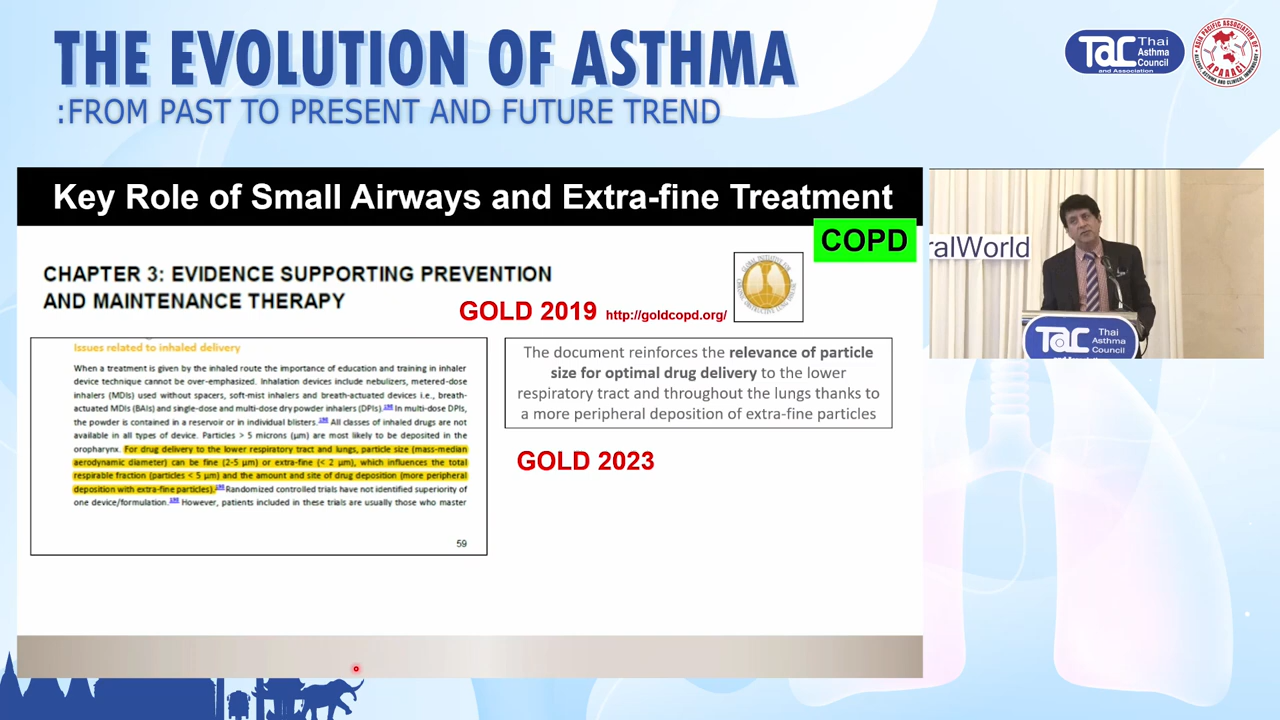 THE EVOLUTION OF ASTHMA
:FROM PAST TO PRESENT AND FUTURE TREND
TAC Thai
Asthma
Council
and Association
ASIA PACIFIC ASSOCIATION OF
ALLERGY, ASTHMA AND CLINICAL IMMUNOLOGY
APAAACI
Key Role of Small Airways and Extra-fine Treatment
COPD
CHAPTER 3: EVIDENCE SUPPORTING PREVENTION
AND MAINTENANCE THERAPY
GOLD 2019 http://goldcopd.org/
Issues related to inhaled delivery
When a treatment is given by the inhaled route the importance of education and training in inhaler
device technique cannot be over-emphasized. Inhalation devices include nebulizers, metered-dose
inhalers (MDIs) used without spacers, soft-mist inhalers and breath-actuated devices i.e., breath-
actuated MDIs (BAIs) and single-dose and multi-dose dry powder inhalers (DPIs). In multi-dose DPIs,
the powder is contained in a reservoir or in individual blisters. All classes of inhaled drugs are not
available in all types of device. Particles > 5 microns (µm) are most likely to be deposited in the
oropharynx. For drug delivery to the lower respiratory tract and lungs, particle size (mass-median
aerodynamic diameter) can be fine (2-5 µm) or extra-fine (< 2 µm), which influences the total
respirable fraction (particles < 5 µm) and the amount and site of drug deposition (more peripheral
deposition with extra-fine particles). Randomized controlled trials have not identified superiority of
one device/formulation. However, patients included in these trials are usually those who master
59
The document reinforces the relevance of particle
size for optimal drug delivery to the lower
respiratory tract and throughout the lungs thanks to
a more peripheral deposition of extra-fine particles
GOLD 2023
ralWorld
TAC Thai
Asthma
Council